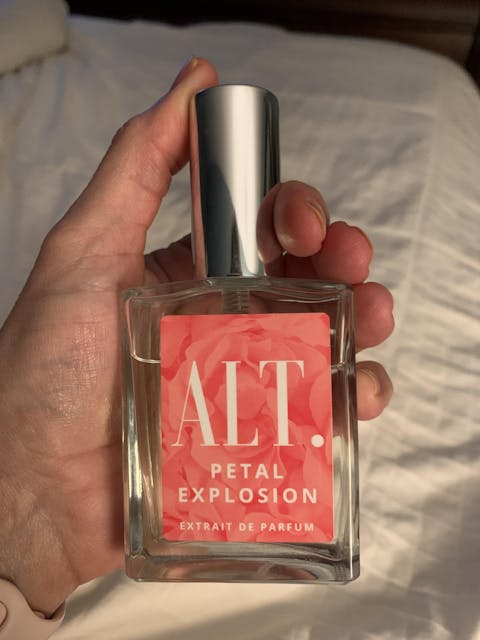 ALT.
PETAL
EXPLOSION
EXTRAIT DE PARFUM